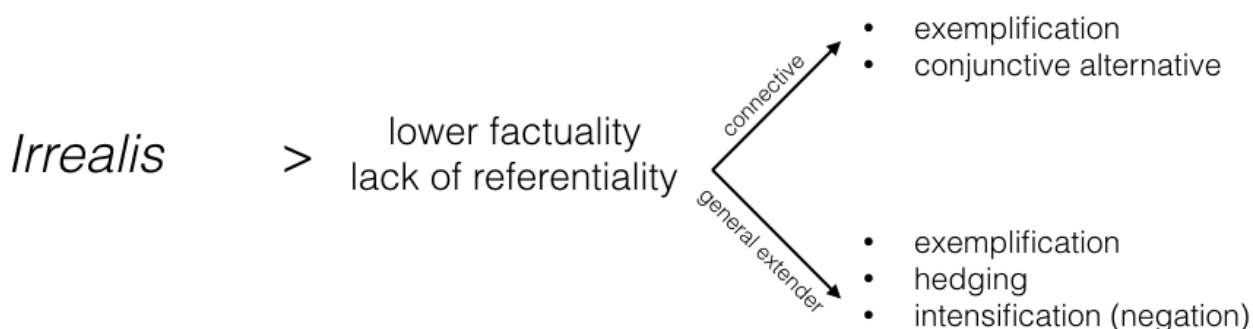 • exemplification
• conjunctive alternative
connective
Irrealis > lower factuality
lack of referentiality
general extender
• exemplification
• hedging
• intensification (negation)